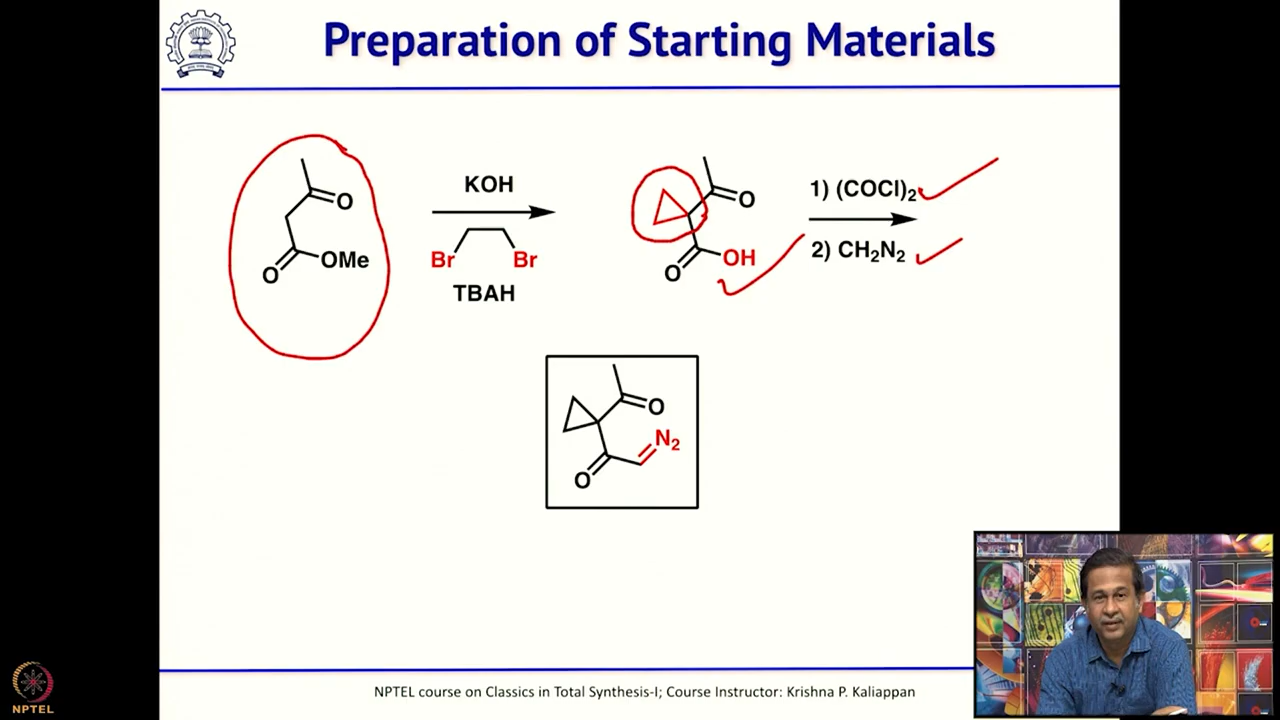 Preparation of Starting Materials
O
OMe
O
KOH
Br Br
TBAH
O
OH
O
1) (COCl)2
2) CH2N2
O
N2
O
NPTEL course on Classics in Total Synthesis-I; Course Instructor: Krishna P. Kaliappan
NPTEL